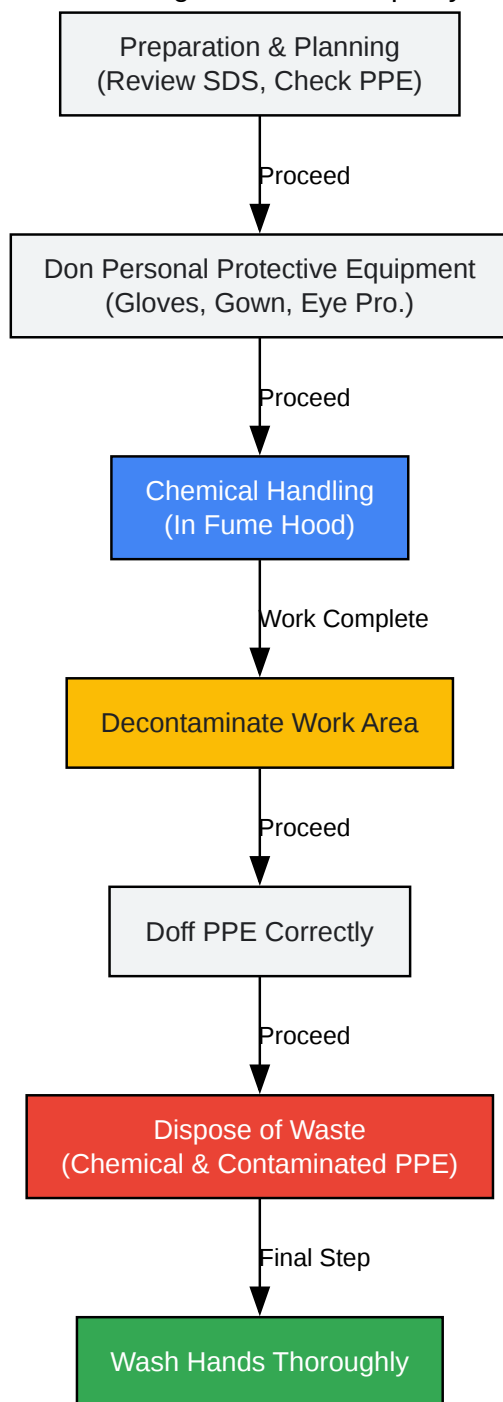 Preparation & Planning
(Review SDS, Check PPE)
Proceed
Don Personal Protective Equipment
(Gloves, Gown, Eye Pro.)
Proceed
Chemical Handling
(In Fume Hood)
Work Complete
Decontaminate Work Area
Proceed
Doff PPE Correctly
Proceed
Dispose of Waste
(Chemical & Contaminated PPE)
Final Step
Wash Hands Thoroughly